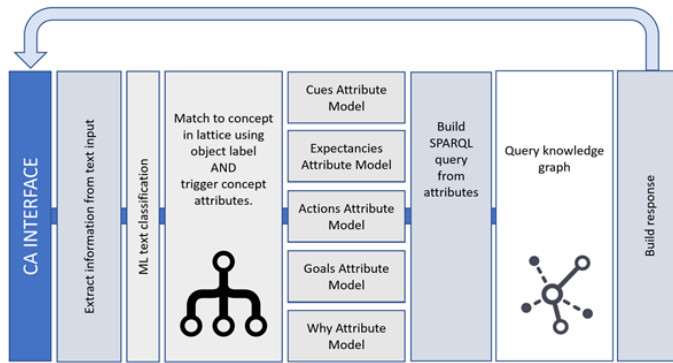 CA INTERFACE
Extract information from text input
ML text classification
Match to concept
in lattice using
object label
AND
trigger concept
attributes.
Cues Attribute
Model
Expectancies
Attribute Model
Actions Attribute
Model
Goals Attribute
Model
Why Attribute
Model
Build
SPARQL
query
from
attributes
Query knowledge
graph
Build response